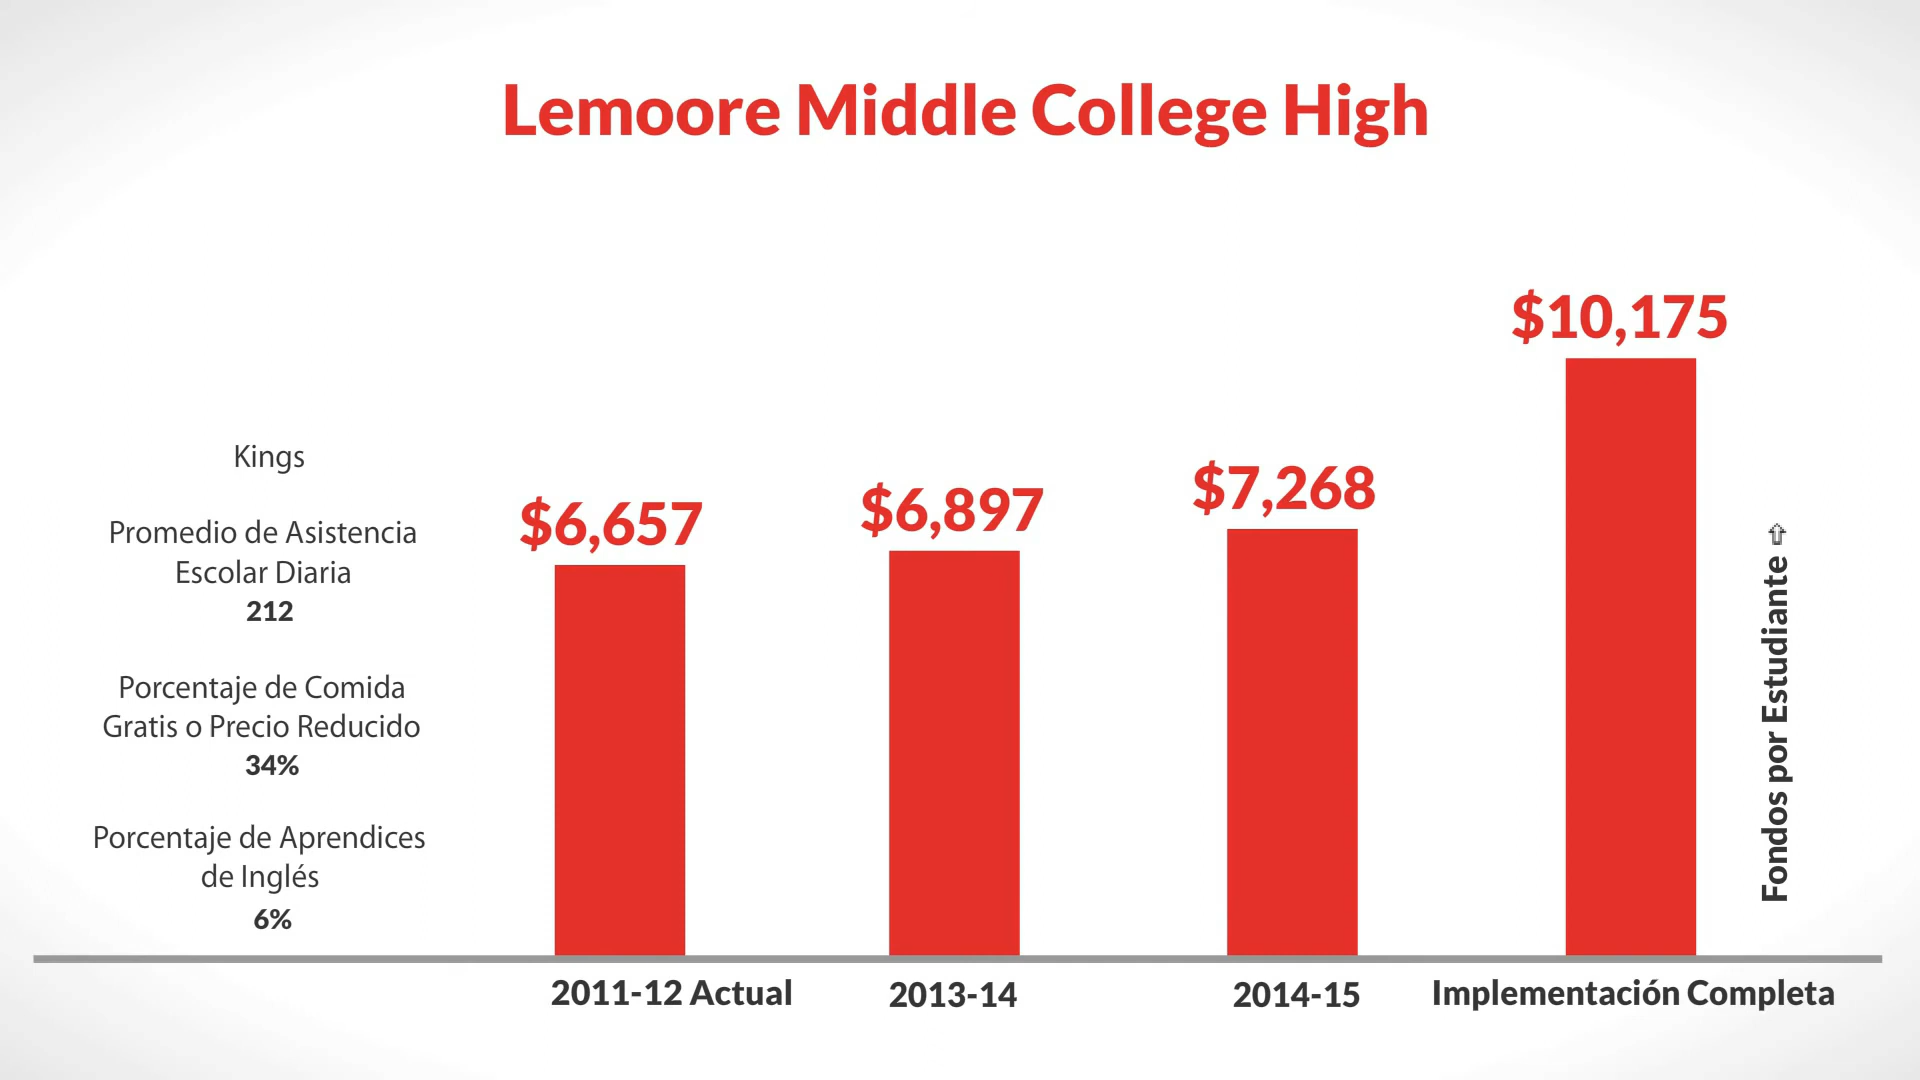 Lemoore Middle College High
Kings
Promedio de Asistencia
Escolar Diaria
212
Porcentaje de Comida
Gratis o Precio Reducido
34%
Porcentaje de Aprendices
de Inglés
6%
$6,657
$6,897
$7,268
$10,175
Fondos por Estudiante ⇧
2011-12 Actual
2013-14
2014-15
Implementación Completa